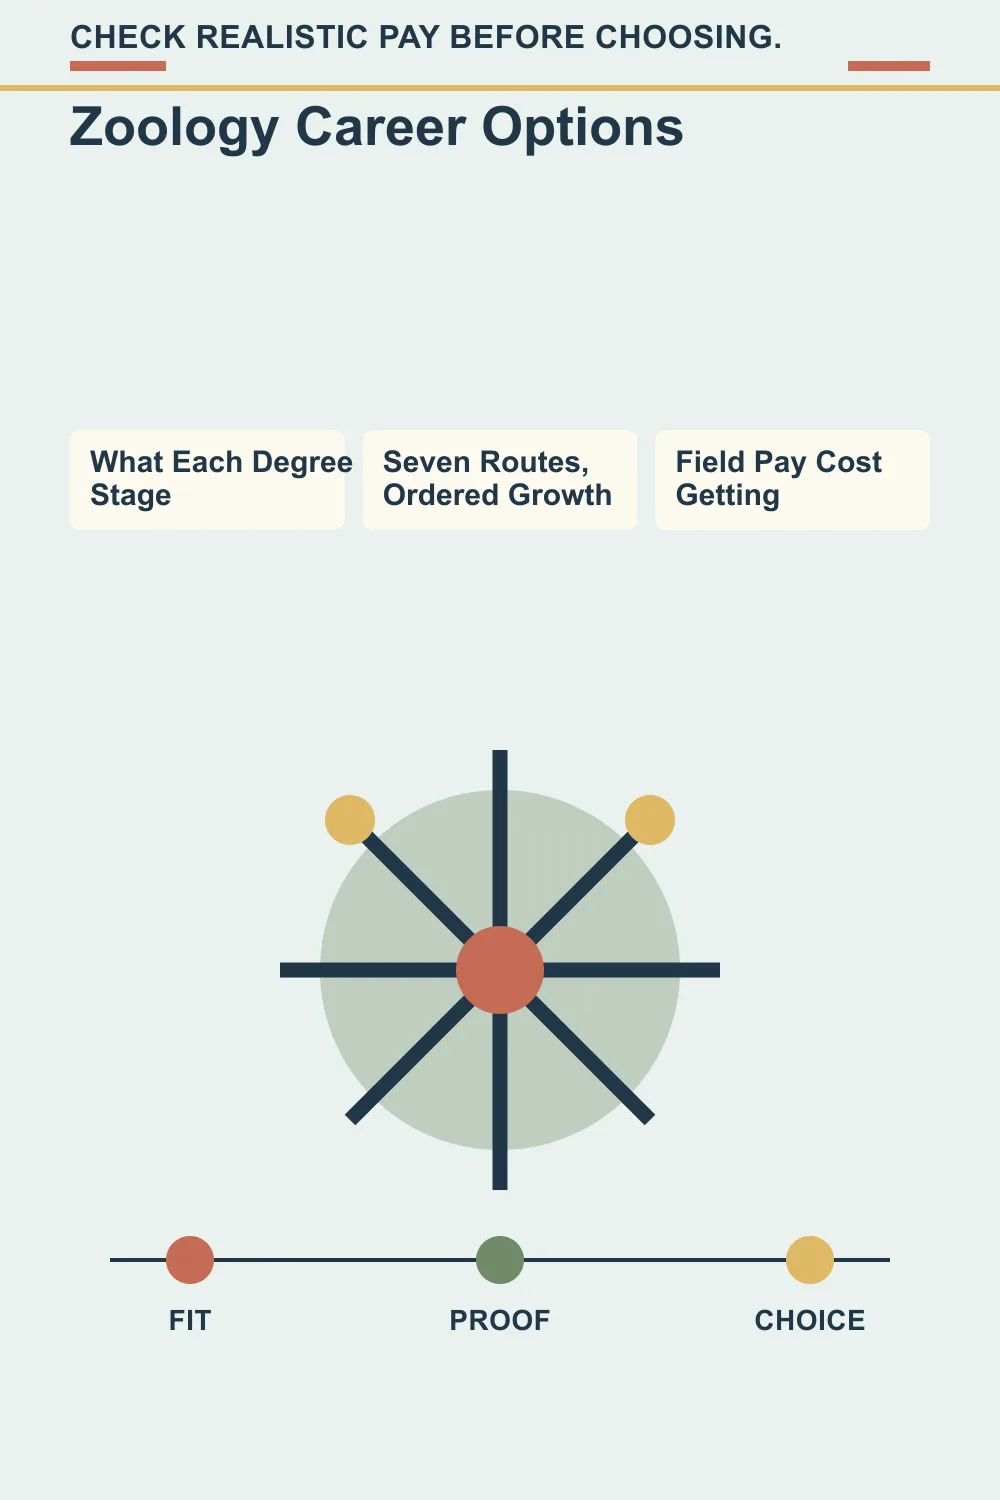 CHECK REALISTIC PAY BEFORE CHOOSING.
Zoology Career Options
What Each Degree
Stage
Seven Routes,
Ordered Growth
Field Pay Cost
Getting
FIT
PROOF
CHOICE